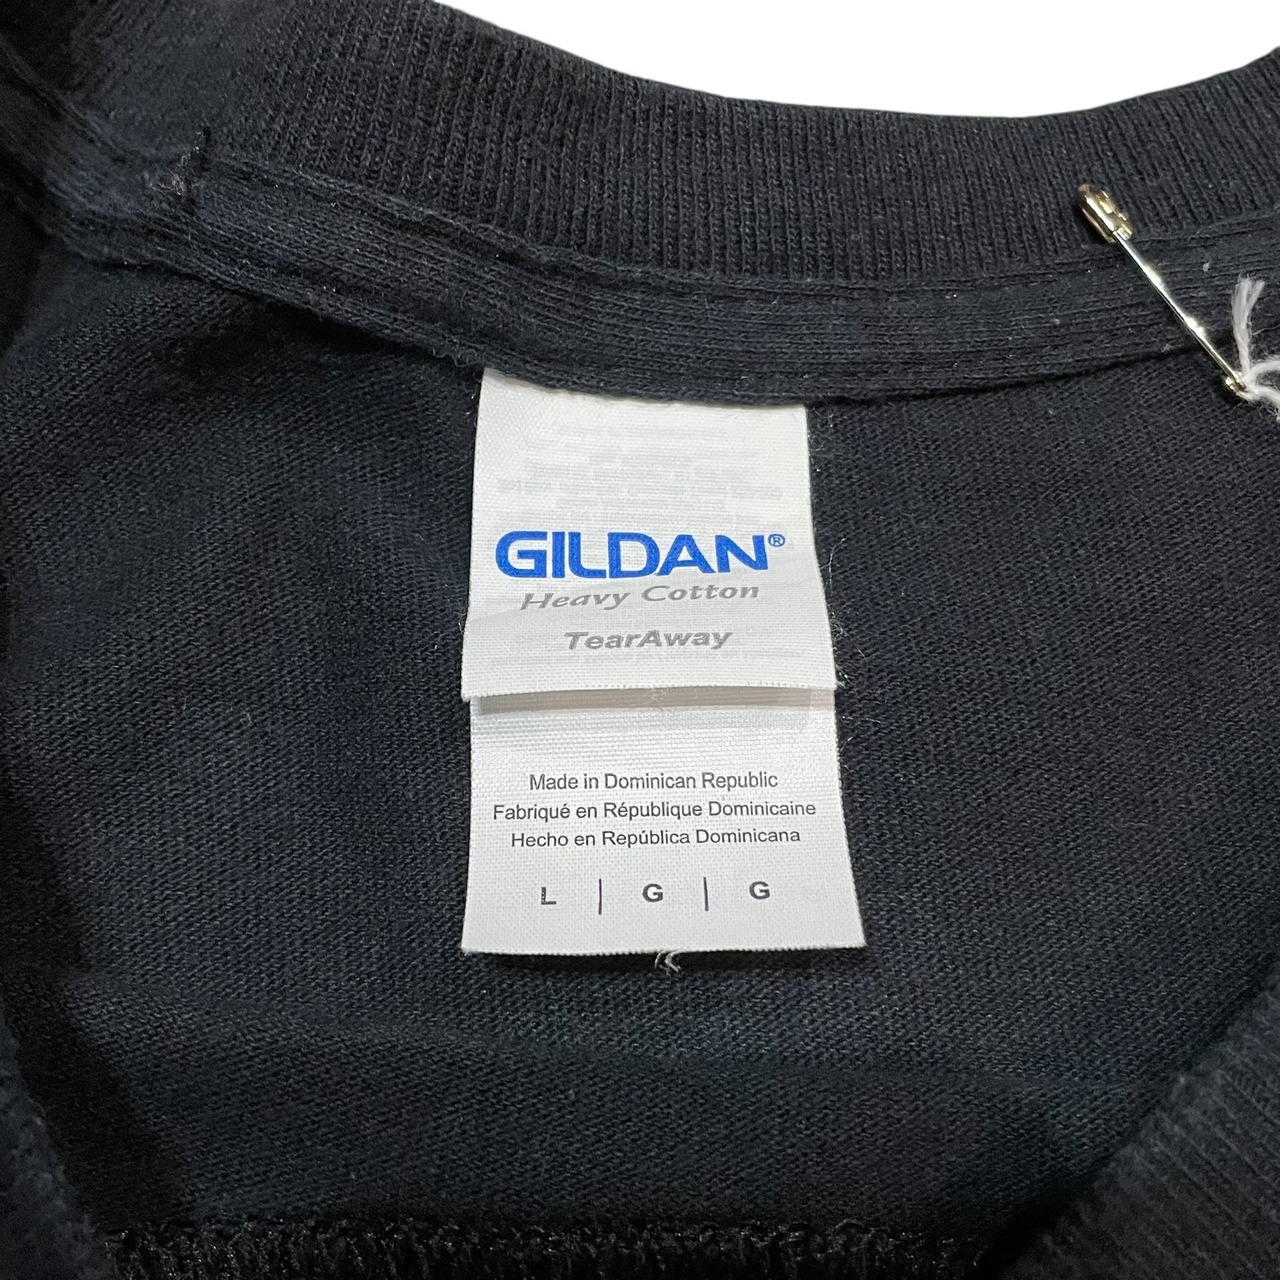 GILDAN®
Heavy Cotton
TearAway
Made in Dominican Republic
Fabriqué en République Dominicaine
Hecho en República Dominicana
L | G | G